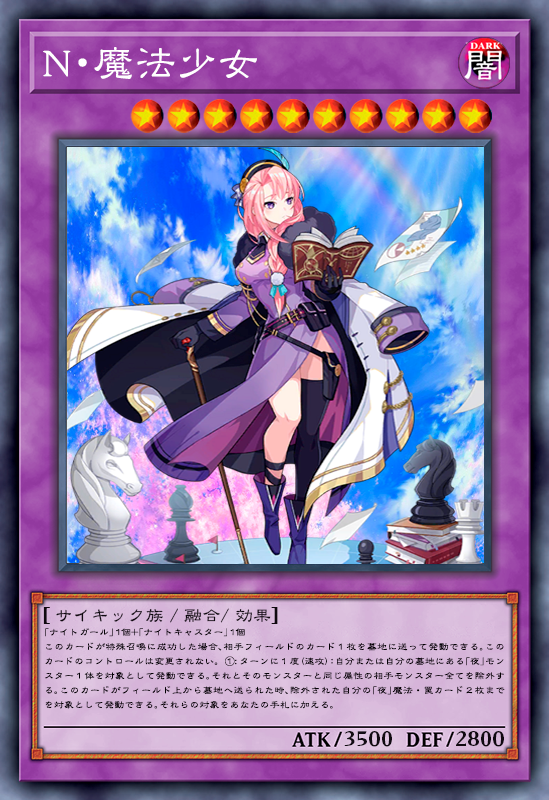 N・魔法少女
DARK
闇
[サイキック族/融合/効果]
「ナイトガール」1個+「ナイトキャスター」1個
このカードが特殊召喚に成功した場合、相手フィールドのカード1枚を墓地に送って発動できる。この
カードのコントロールは変更されない。①:ターンに1度(速攻):自分または自分の墓地にある「夜」モン
スター1体を対象として発動できる。それとそのモンスターと同じ属性の相手モンスター全てを除外す
る。このカードがフィールド上から墓地へ送られた時、除外された自分の「夜」魔法・罠カード2枚まで
を対象として発動できる。それらの対象をあなたの手札に加える。
ATK/3500 DEF/2800